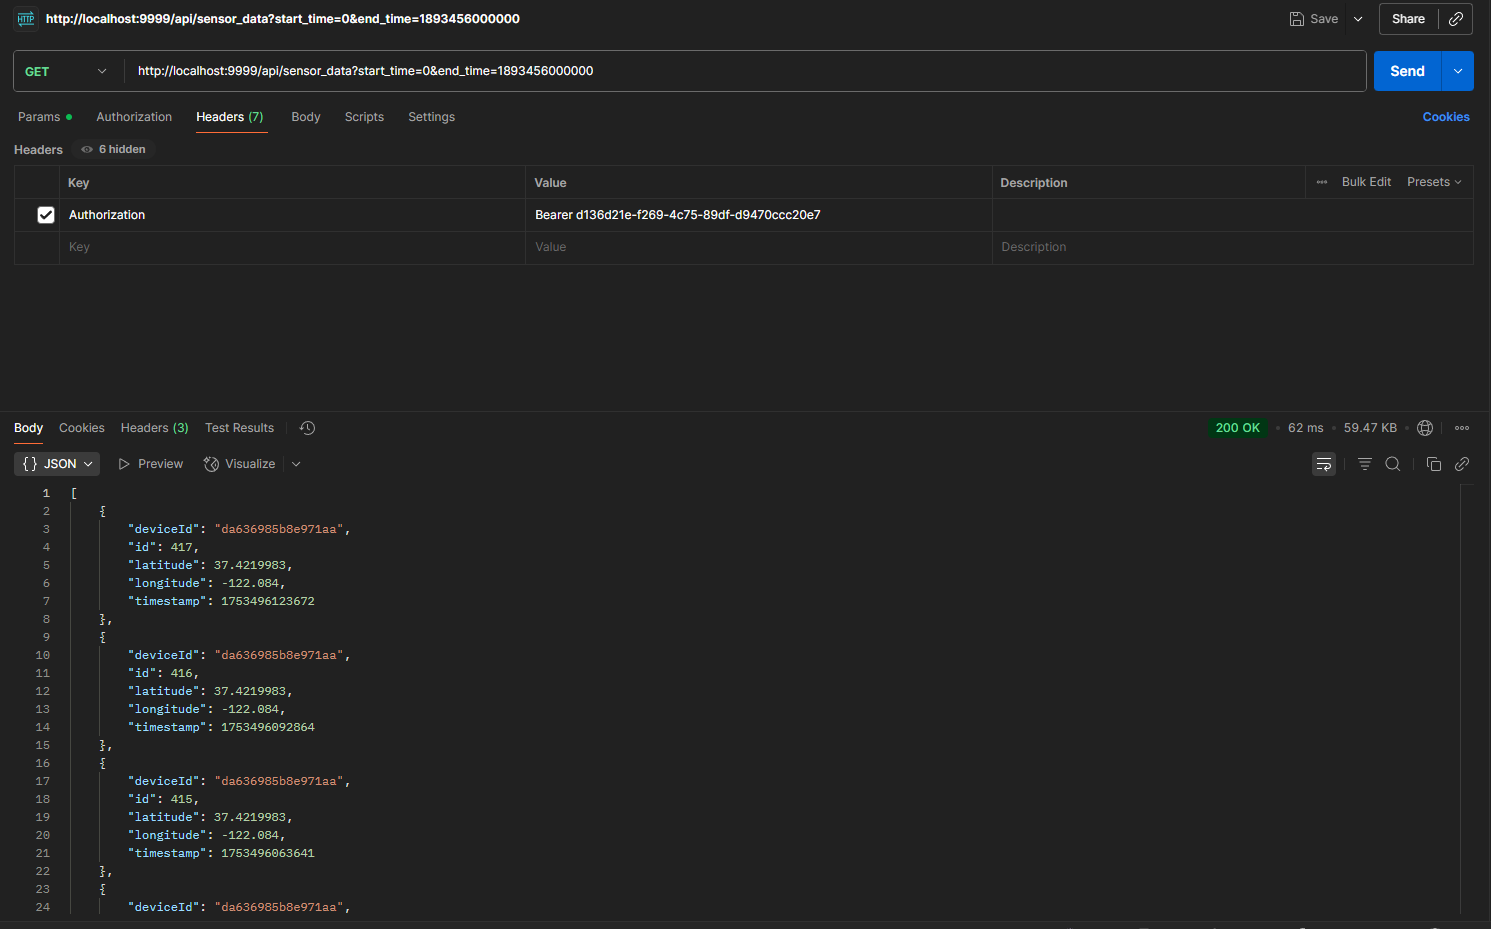 HTTP http://localhost:9999/api/sensor_data?start_time=0&end_time=1893456000000 Save Share
GET http://localhost:9999/api/sensor_data?start_time=0&end_time=1893456000000 Send
Params Authorization Headers (7) Body Scripts Settings Cookies
Headers 6 hidden
Key Value Description Bulk Edit Presets
Authorization Bearer d136d21e-f269-4c75-89df-d9470ccc20e7
Key Value Description
Body Cookies Headers (3) Test Results 200 OK • 62 ms • 59.47 KB •
{} JSON Preview Visualize
1 [
2 {
3 "deviceId": "da636985b8e971aa",
4 "id": 417,
5 "latitude": 37.4219983,
6 "longitude": -122.084,
7 "timestamp": 1753496123672
8 },
9 {
10 "deviceId": "da636985b8e971aa",
11 "id": 416,
12 "latitude": 37.4219983,
13 "longitude": -122.084,
14 "timestamp": 1753496092864
15 },
16 {
17 "deviceId": "da636985b8e971aa",
18 "id": 415,
19 "latitude": 37.4219983,
20 "longitude": -122.084,
21 "timestamp": 1753496063641
22 },
23 {
24 "deviceId": "da636985b8e971aa",